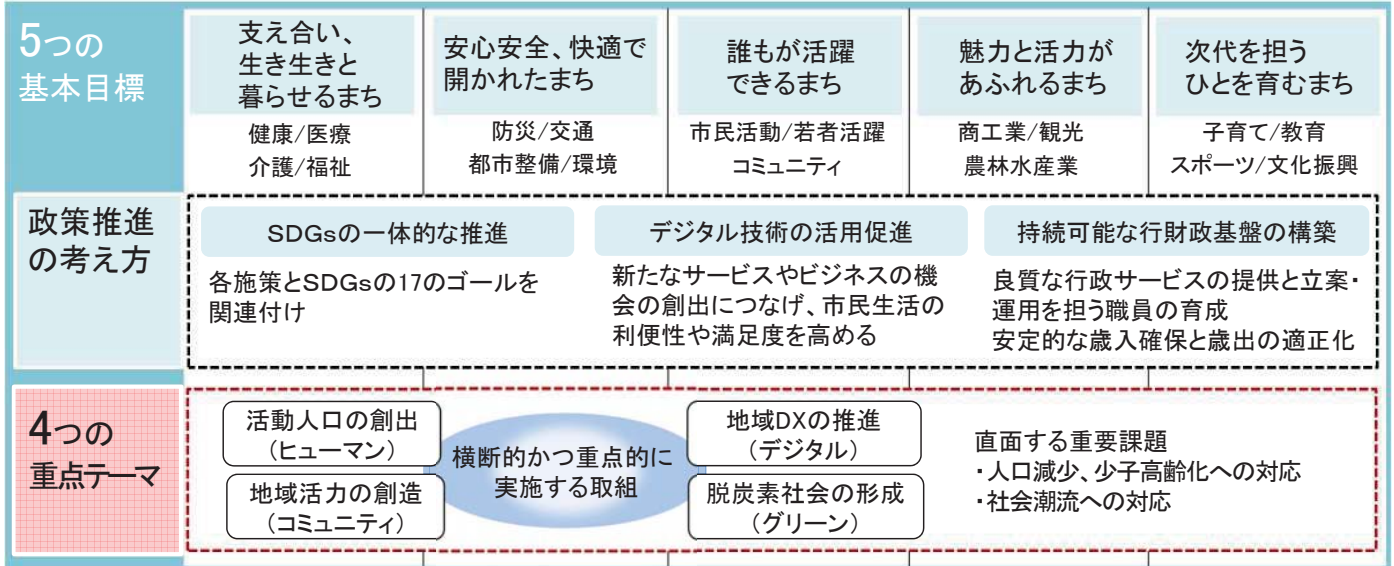 5つの
基本目標
支え合い、
生き生きと
暮らせるまち
健康/医療
介護/福祉
安心安全、快適で
開かれたまち
防災/交通
都市整備/環境
誰もが活躍
できるまち
市民活動/若者活躍
コミュニティ
魅力と活力が
あふれるまち
商工業/観光
農林水産業
次代を担う
ひとを育むまち
子育て/教育
スポーツ/文化振興
政策推進
の考え方
SDGsの一体的な推進
各施策とSDGsの17のゴールを
関連付け
デジタル技術の活用促進
新たなサービスやビジネスの機
会の創出につなげ、市民生活の
利便性や満足度を高める
持続可能な行財政基盤の構築
良質な行政サービスの提供と立案・
運用を担う職員の育成
安定的な歳入確保と歳出の適正化
4つの
重点テーマ
活動人口の創出
(ヒューマン)
地域活力の創造
(コミュニティ)
横断的かつ重点的に
実施する取組
地域DXの推進
(デジタル)
脱炭素社会の形成
(グリーン)
直面する重要課題
・人口減少、少子高齢化への対応
・社会潮流への対応